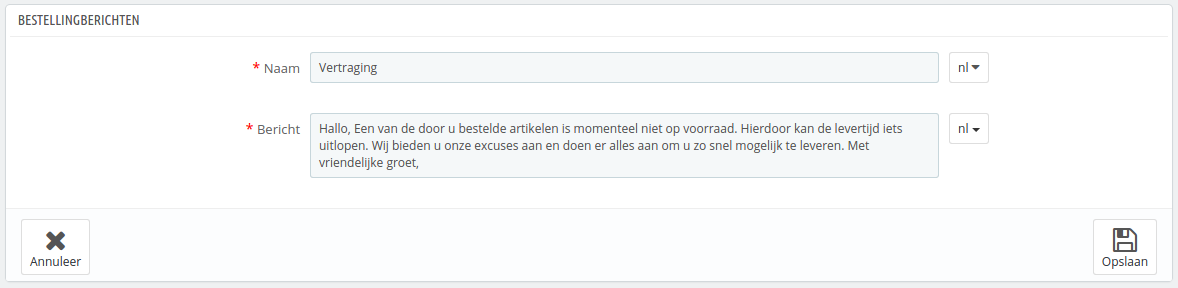 BESTELLINGBERICHTEN
* Naam Vertraging nl
* Bericht Hallo, Een van de door u bestelde artikelen is momenteel niet op voorraad. Hierdoor kan de levertijd iets nl
uitlopen. Wij bieden u onze excuses aan en doen er alles aan om u zo snel mogelijk te leveren. Met
vriendelijke groet,
Annuleer Opslaan